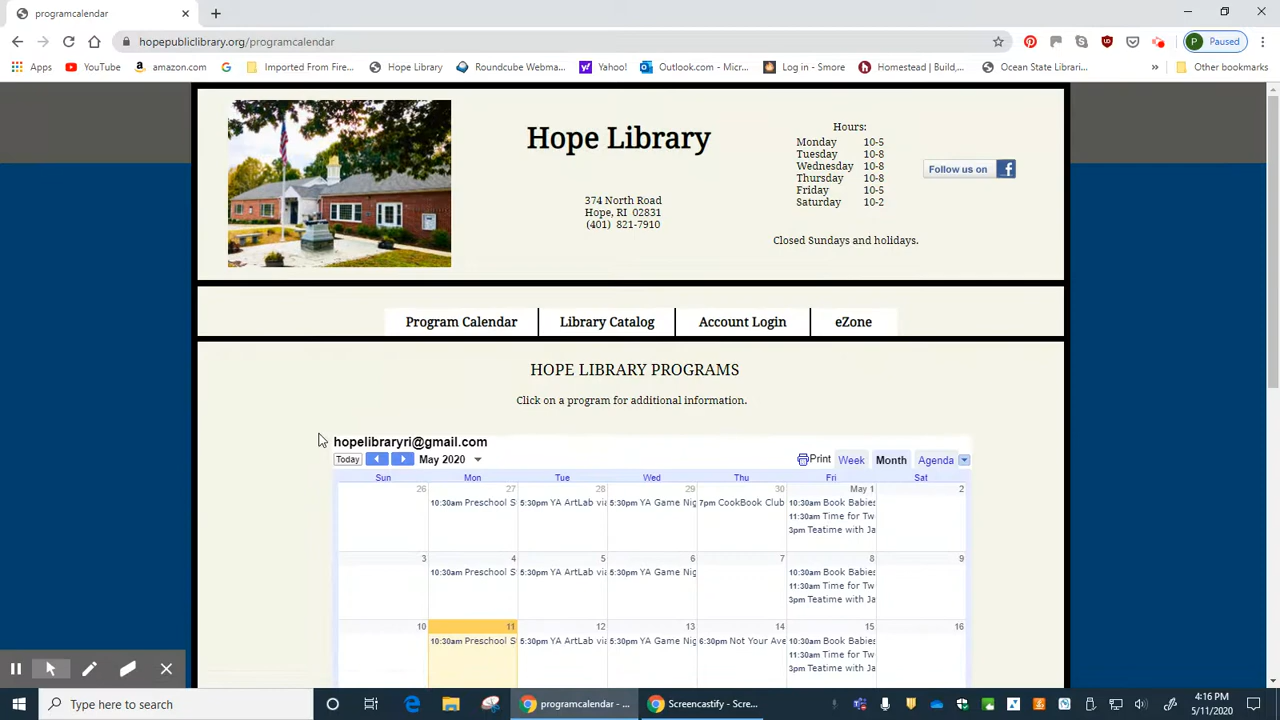 programcalendar
hopepubliclibrary.org/programcalendar
P Paused
Apps YouTube amazon.com Imported From Fire... Hope Library Roundcube Webma... Yahoo! Outlook.com - Micr... Log in - Smore Homestead | Build,... Ocean State Librari... » Other bookmarks
Hope Library
374 North Road
Hope, RI 02831
(401) 821-7910
Hours:
Monday 10-5
Tuesday 10-8
Wednesday 10-8
Thursday 10-8
Friday 10-5
Saturday 10-2
Closed Sundays and holidays.
Follow us on f
Program Calendar Library Catalog Account Login eZone
HOPE LIBRARY PROGRAMS
Click on a program for additional information.
hopelibraryri@gmail.com
Today May 2020 Print Week Month Agenda
Sun Mon Tue Wed Thu Fri Sat
26 27 28 29 30 May 1 2
10:30am Preschool S 5:30pm YA ArtLab vi 5:30pm YA Game Nig 7pm CookBook Club 10:30am Book Babies
11:30am Time for Tw
3pm Teatime with Ja
3 4 5 6 7 8 9
10:30am Preschool S 5:30pm YA ArtLab vi 5:30pm YA Game Nig 10:30am Book Babies
11:30am Time for Tw
3pm Teatime with Ja
10 11 12 13 14 15 16
10:30am Preschool S 5:30pm YA ArtLab vi 5:30pm YA Game Nig 6:30pm Not Your Ave 10:30am Book Babies
11:30am Time for Tw
3pm Teatime with Ja
Type here to search
programcalendar - ...
Screencastify - Scre...
4:16 PM
5/11/2020